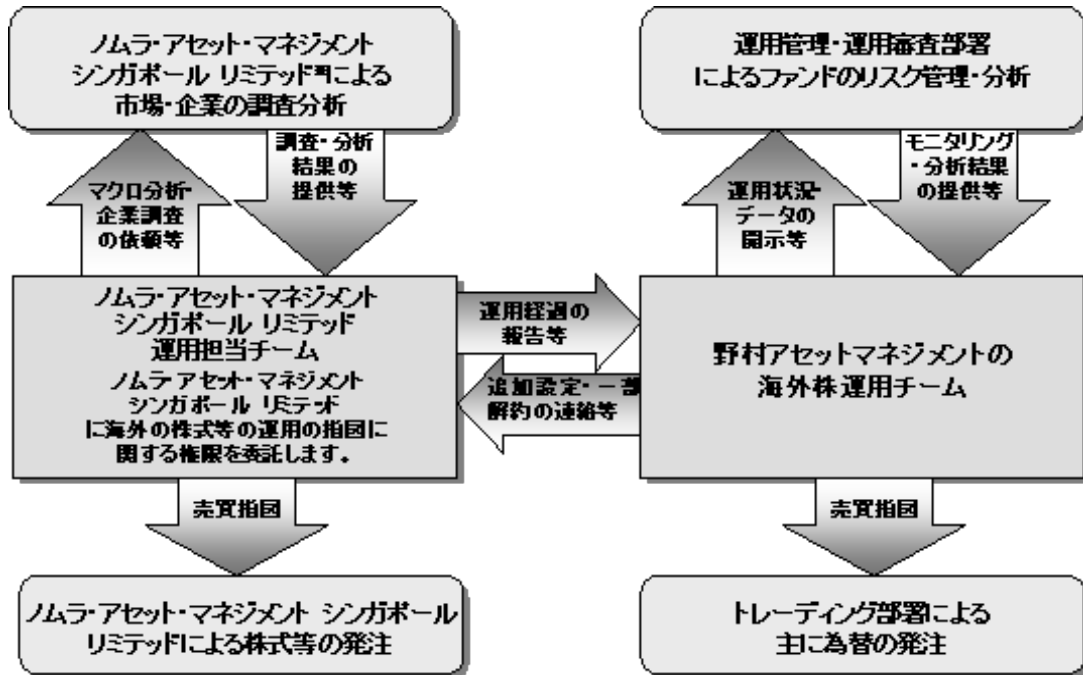 ノムラ・アセット・マネジメント
シンガポール リミテッド
による
市場・企業の調査分析
運用管理・運用審査部署
によるファンドのリスク管理・分析
マクロ分析・
企業調査
の依頼等
調査・分析
結果の
提供等
運用状況・
データの
開示等
モニタリング
・分析結果
の提供等
ノムラ・アセット・マネジメント
シンガポール リミテッド
運用担当チーム
ノムラ・アセット・マネジメント
シンガポール リミテッド
に海外の株式等の運用の指図に
関する権限を委託します。
運用経過の
報告等
追加設定・一部
解約の連絡等
野村アセットマネジメントの
海外株運用チーム
売買指図
売買指図
ノムラ・アセット・マネジメント シンガポール
リミテッドによる株式等の発注
トレーディング部署による
主に為替の発注